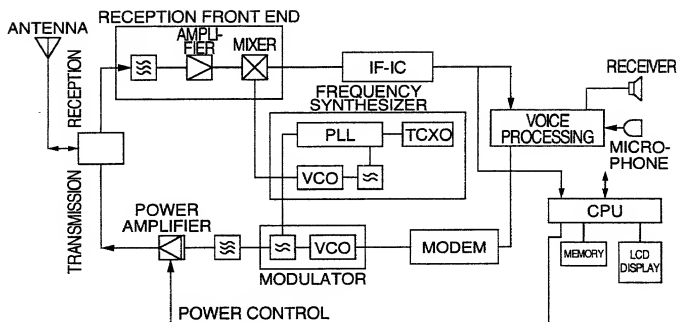 RECEPTION FRONT END
ANTENNA
AMPLI-
FIER
MIXER
IF-IC
RECEIVER
FREQUENCY
SYNTHESIZER
RECEPTION
PLL
TCXO
VOICE
PROCESSING
MICRO-
PHONE
VCO
TRANSMISSION
POWER
AMPLIFIER
CPU
VCO
MODEM
MEMORY
LCD
DISPLAY
MODULATOR
POWER CONTROL